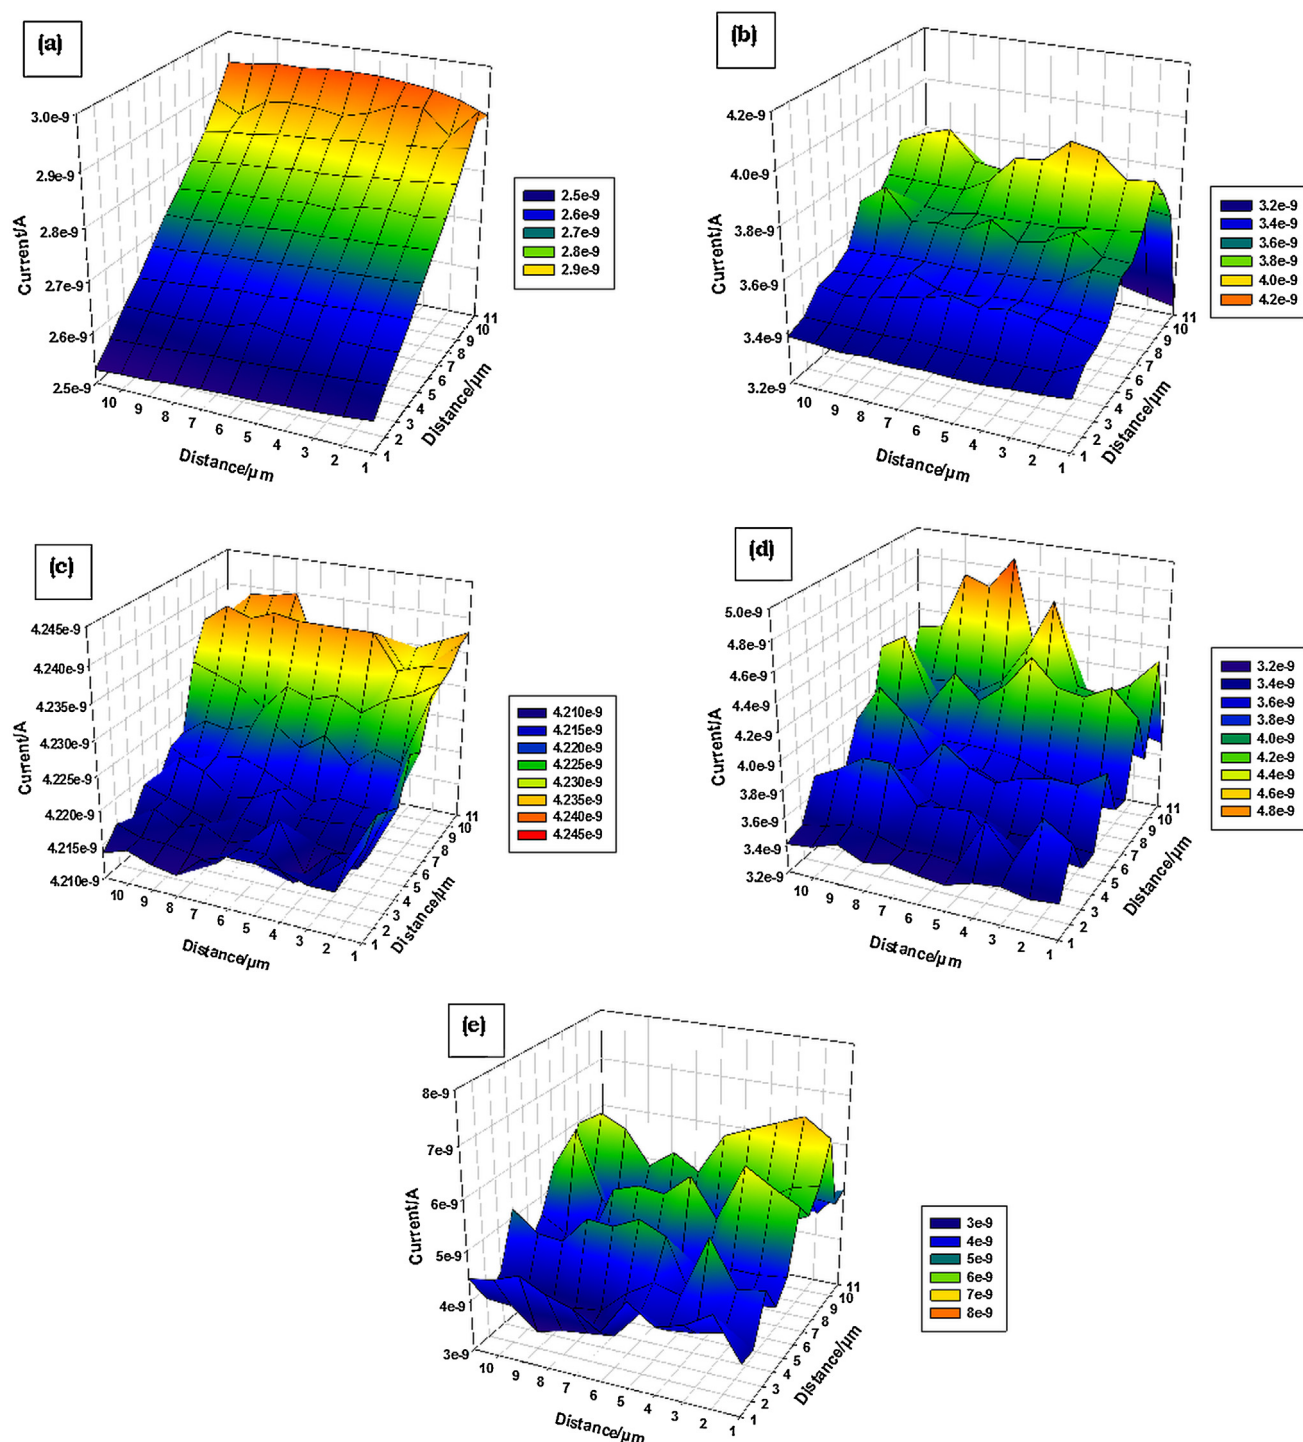 (a)
3.0e-9
2.9e-9
2.8e-9
2.7e-9
2.6e-9
2.5e-9
Current/A
10 9 8 7 6 5 4 3 2 1
Distance/µm
1 2 3 4 5 6 7 8 9 10 11
Distance/µm
2.5e-9
2.6e-9
2.7e-9
2.8e-9
2.9e-9
(b)
4.2e-9
4.0e-9
3.8e-9
3.6e-9
3.4e-9
3.2e-9
Current/A
10 9 8 7 6 5 4 3 2 1
Distance/µm
1 2 3 4 5 6 7 8 9 10 11
Distance/µm
3.2e-9
3.4e-9
3.6e-9
3.8e-9
4.0e-9
4.2e-9
(c)
4.245e-9
4.240e-9
4.235e-9
4.230e-9
4.225e-9
4.220e-9
4.215e-9
4.210e-9
Current/A
10 9 8 7 6 5 4 3 2 1
Distance/µm
1 2 3 4 5 6 7 8 9 10 11
Distance/µm
4.210e-9
4.215e-9
4.220e-9
4.225e-9
4.230e-9
4.235e-9
4.240e-9
4.245e-9
(d)
5.0e-9
4.8e-9
4.6e-9
4.4e-9
4.2e-9
4.0e-9
3.8e-9
3.6e-9
3.4e-9
3.2e-9
Current/A
10 9 8 7 6 5 4 3 2 1
Distance/µm
1 2 3 4 5 6 7 8 9 10 11
Distance/µm
3.2e-9
3.4e-9
3.6e-9
3.8e-9
4.0e-9
4.2e-9
4.4e-9
4.6e-9
4.8e-9
(e)
8e-9
7e-9
6e-9
5e-9
4e-9
3e-9
Current/A
10 9 8 7 6 5 4 3 2 1
Distance/µm
1 2 3 4 5 6 7 8 9 10 11
Distance/µm
3e-9
4e-9
5e-9
6e-9
7e-9
8e-9